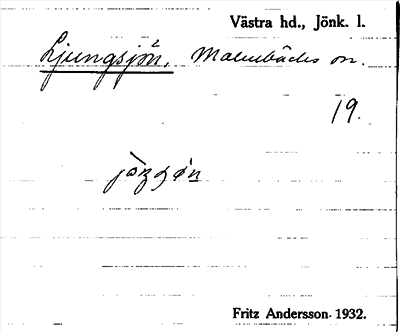 Västra hd., Jönk. l.
Ljungsjön, Malmbäcks sn.
19.
Fritz Andersson 1932.